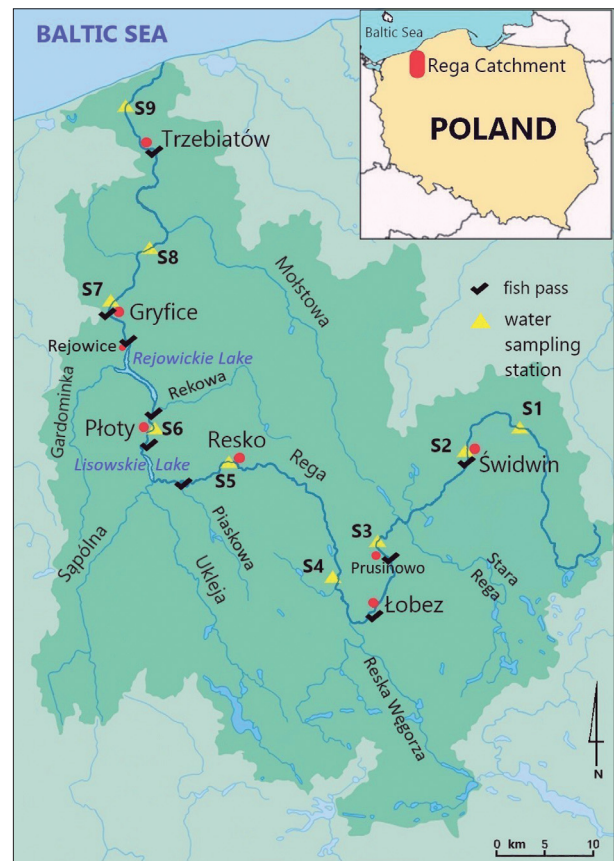 BALTIC SEA
Baltic Sea
Rega Catchment
POLAND
S9
Trzebiatów
S8
Mołstowa
S7
Gryfice
fish pass
water
sampling
station
Rejowice
Rejowickie Lake
Gardominka
Rekowa
Płoty
S6
Resko
Rega
S1
S2
Świdwin
Lisowskie Lake
S5
Sąpólna
Piaskowa
Ukleja
S3
Prusinowo
Stara
Rega
S4
Łobez
Reska Węgorza
N
0 km 5 10